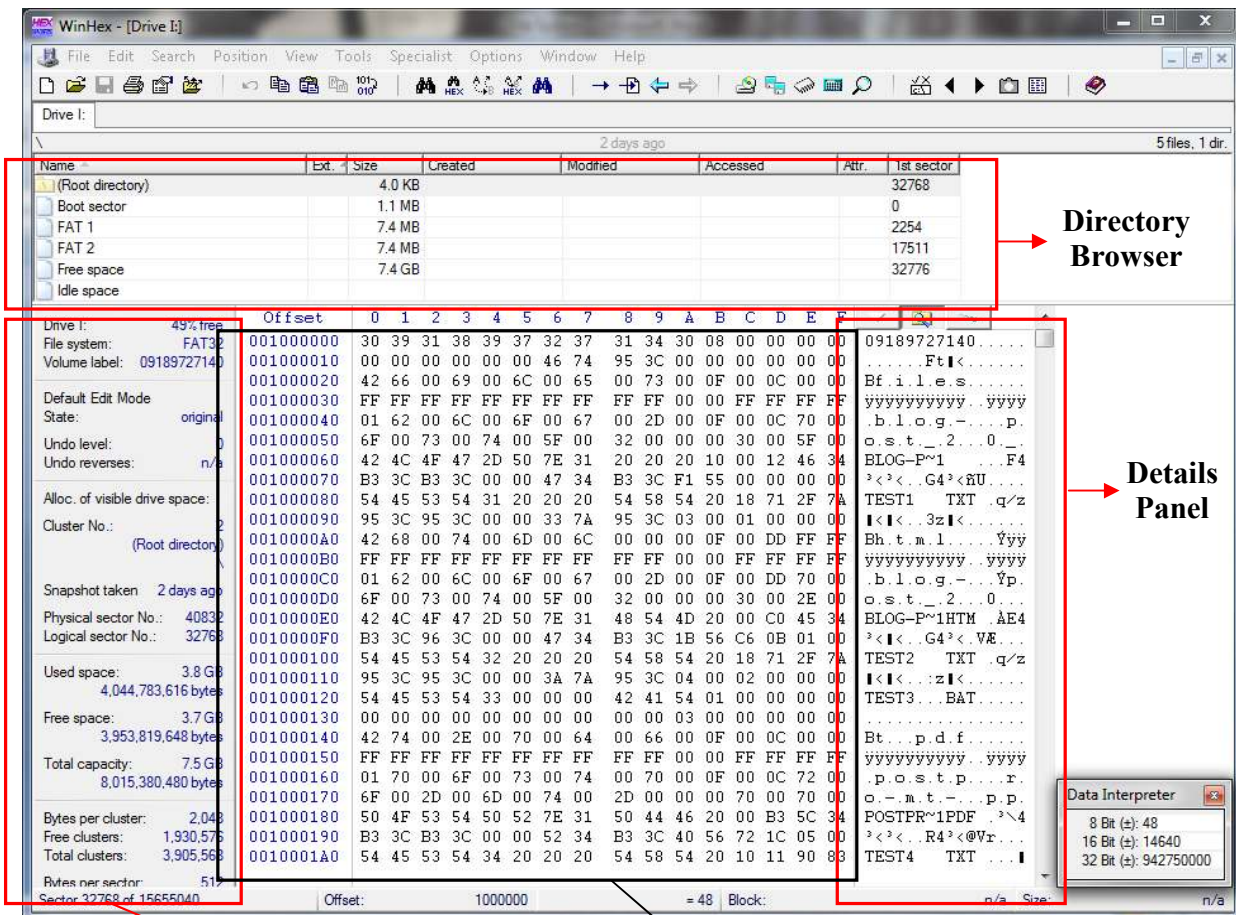 WinHex - [Drive I:]
File Edit Search Position View Tools Specialist Options Window Help
Drive I:
\ 2 days ago 5 files, 1 dir.
Name Ext. Size Created Modified Accessed Attr. 1st sector
(Root directory) 4.0 KB 32768
Boot sector 1.1 MB 0
FAT 1 7.4 MB 2254
FAT 2 7.4 MB 17511
Free space 7.4 GB 32776
Idle space
Directory
Browser
Drive I: 49% free
File system: FAT32
Volume label: 09189727140
Default Edit Mode
State: original
Undo level: 0
Undo reverses: n/a
Alloc. of visible drive space:
Cluster No.: 2
(Root directory)
\
Snapshot taken 2 days ago
Physical sector No.: 40832
Logical sector No.: 32768
Used space: 3.8 GB
4,044,783,616 bytes
Free space: 3.7 GB
3,953,819,648 bytes
Total capacity: 7.5 GB
8,015,380,480 bytes
Bytes per cluster: 2,048
Free clusters: 1,930,576
Total clusters: 3,905,568
Bytes per sector: 512
Offset 0 1 2 3 4 5 6 7 8 9 A B C D E F
001000000 30 39 31 38 39 37 32 37 31 34 30 08 00 00 00 00 09189727140.....
001000010 00 00 00 00 00 00 46 74 95 3C 00 00 00 00 00 00 ......Ft▮<......
001000020 42 66 00 69 00 6C 00 65 00 73 00 0F 00 0C 00 00 Bf.i.l.e.s......
001000030 FF FF FF FF FF FF FF FF FF FF 00 00 FF FF FF FF ÿÿÿÿÿÿÿÿÿÿ..ÿÿÿÿ
001000040 01 62 00 6C 00 6F 00 67 00 2D 00 0F 00 0C 70 00 .b.l.o.g.-....p.
001000050 6F 00 73 00 74 00 5F 00 32 00 00 00 30 00 5F 00 o.s.t._.2...0._.
001000060 42 4C 4F 47 2D 50 7E 31 20 20 20 10 00 12 46 34 BLOG-P~1 ...F4
001000070 B3 3C B3 3C 00 00 47 34 B3 3C F1 55 00 00 00 00 ³<³<..G4³<ñU....
001000080 54 45 53 54 31 20 20 20 54 58 54 20 18 71 2F 7A TEST1 TXT .q/z
001000090 95 3C 95 3C 00 00 33 7A 95 3C 03 00 01 00 00 00 ▮<▮<..3z▮<......
0010000A0 42 68 00 74 00 6D 00 6C 00 00 00 0F 00 DD FF FF Bh.t.m.l.....Ýÿÿ
0010000B0 FF FF FF FF FF FF FF FF FF FF 00 00 FF FF FF FF ÿÿÿÿÿÿÿÿÿÿ..ÿÿÿÿ
0010000C0 01 62 00 6C 00 6F 00 67 00 2D 00 0F 00 DD 70 00 .b.l.o.g.-...Ýp.
0010000D0 6F 00 73 00 74 00 5F 00 32 00 00 00 30 00 2E 00 o.s.t._.2...0...
0010000E0 42 4C 4F 47 2D 50 7E 31 48 54 4D 20 00 C0 45 34 BLOG-P~1HTM .ÀE4
0010000F0 B3 3C 96 3C 00 00 47 34 B3 3C 1B 56 C6 0B 01 00 ³<▮<..G4³<.VÆ...
001000100 54 45 53 54 32 20 20 20 54 58 54 20 18 71 2F 7A TEST2 TXT .q/z
001000110 95 3C 95 3C 00 00 3A 7A 95 3C 04 00 02 00 00 00 ▮<▮<..:z▮<......
001000120 54 45 53 54 33 00 00 00 42 41 54 01 00 00 00 00 TEST3...BAT.....
001000130 00 00 00 00 00 00 00 00 00 00 03 00 00 00 00 00 ................
001000140 42 74 00 2E 00 70 00 64 00 66 00 0F 00 0C 00 00 Bt...p.d.f......
001000150 FF FF FF FF FF FF FF FF FF FF 00 00 FF FF FF FF ÿÿÿÿÿÿÿÿÿÿ..ÿÿÿÿ
001000160 01 70 00 6F 00 73 00 74 00 70 00 0F 00 0C 72 00 .p.o.s.t.p....r.
001000170 6F 00 2D 00 6D 00 74 00 2D 00 00 00 70 00 70 00 o.-.m.t.-...p.p.
001000180 50 4F 53 54 50 52 7E 31 50 44 46 20 00 B3 5C 34 POSTPR~1PDF .³\4
001000190 B3 3C B3 3C 00 00 52 34 B3 3C 40 56 72 1C 05 00 ³<³<..R4³<@Vr...
0010001A0 54 45 53 54 34 20 20 20 54 58 54 20 10 11 90 83 TEST4 TXT ...▮
Details
Panel
Data Interpreter
8 Bit (±): 48
16 Bit (±): 14640
32 Bit (±): 942750000
Sector 32768 of 15655040 Offset: 1000000 = 48 Block: n/a Size: n/a